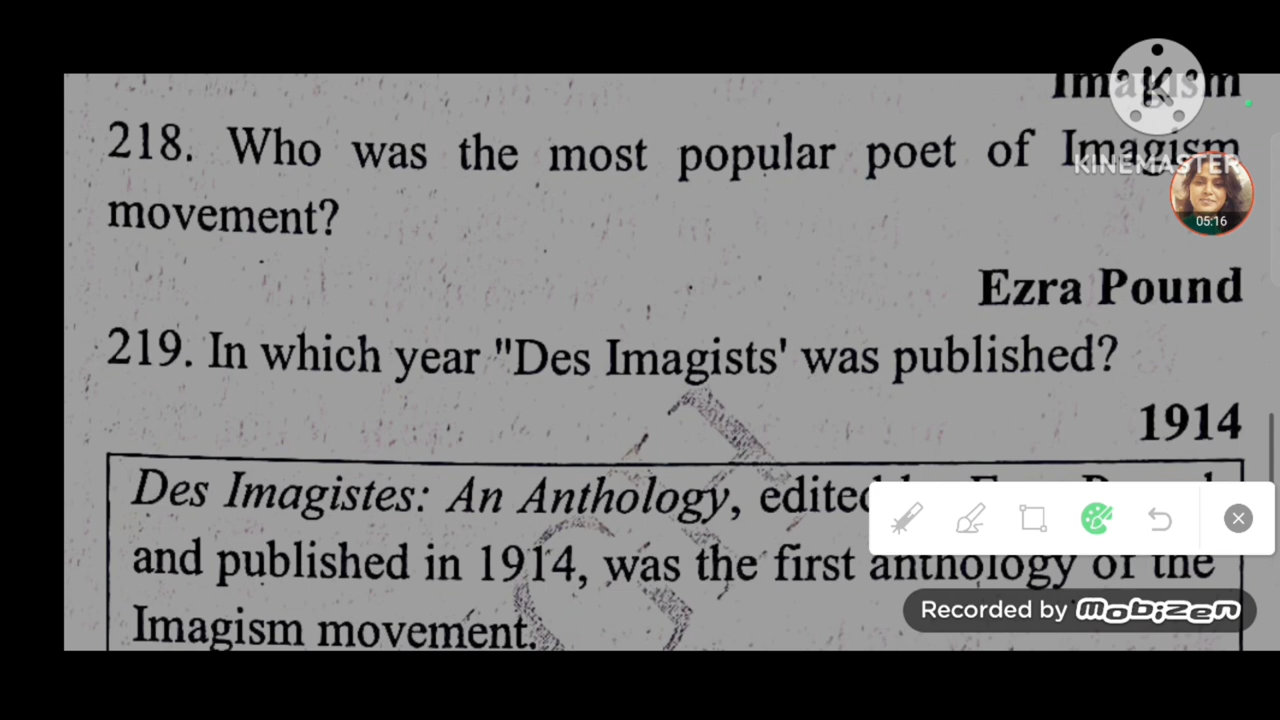 Imagism
218. Who was the most popular poet of Imagism
KINEMASTER
movement?
05:16
Ezra Pound
219. In which year "Des Imagists' was published?
1914
Des Imagistes: An Anthology, edited
and published in 1914, was the first anthology of the
Recorded by mobizen
Imagism movement.